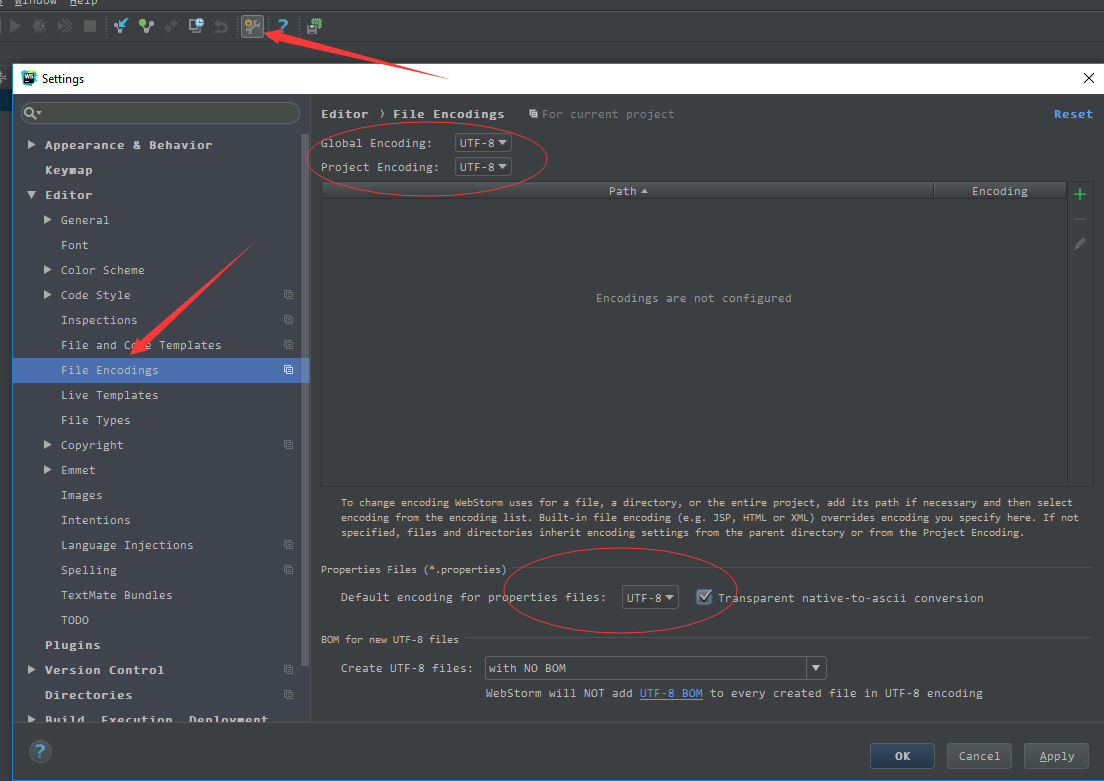 Window Help
?
WS Settings
Editor › File Encodings For current project Reset
Global Encoding: UTF-8
Project Encoding: UTF-8
Path Encoding
Encodings are not configured
Appearance & Behavior
Keymap
Editor
General
Font
Color Scheme
Code Style
Inspections
File and Code Templates
File Encodings
Live Templates
File Types
Copyright
Emmet
Images
Intentions
Language Injections
Spelling
TextMate Bundles
TODO
Plugins
Version Control
Directories
Build, Execution, Deployment
To change encoding WebStorm uses for a file, a directory, or the entire project, add its path if necessary and then select
encoding from the encoding list. Built-in file encoding (e.g. JSP, HTML or XML) overrides encoding you specify here. If not
specified, files and directories inherit encoding settings from the parent directory or from the Project Encoding.
Properties Files (*.properties)
Default encoding for properties files: UTF-8 Transparent native-to-ascii conversion
BOM for new UTF-8 files
Create UTF-8 files: with NO BOM
WebStorm will NOT add UTF-8 BOM to every created file in UTF-8 encoding
?
OK Cancel Apply